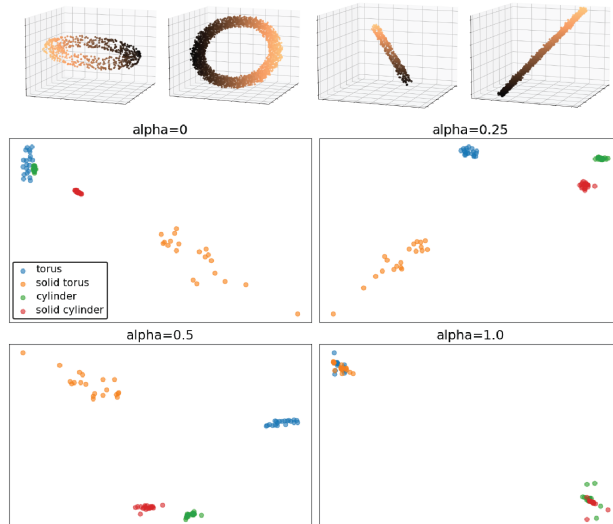 alpha=0
alpha=0.25
torus
solid torus
cylinder
solid cylinder
alpha=0.5
alpha=1.0